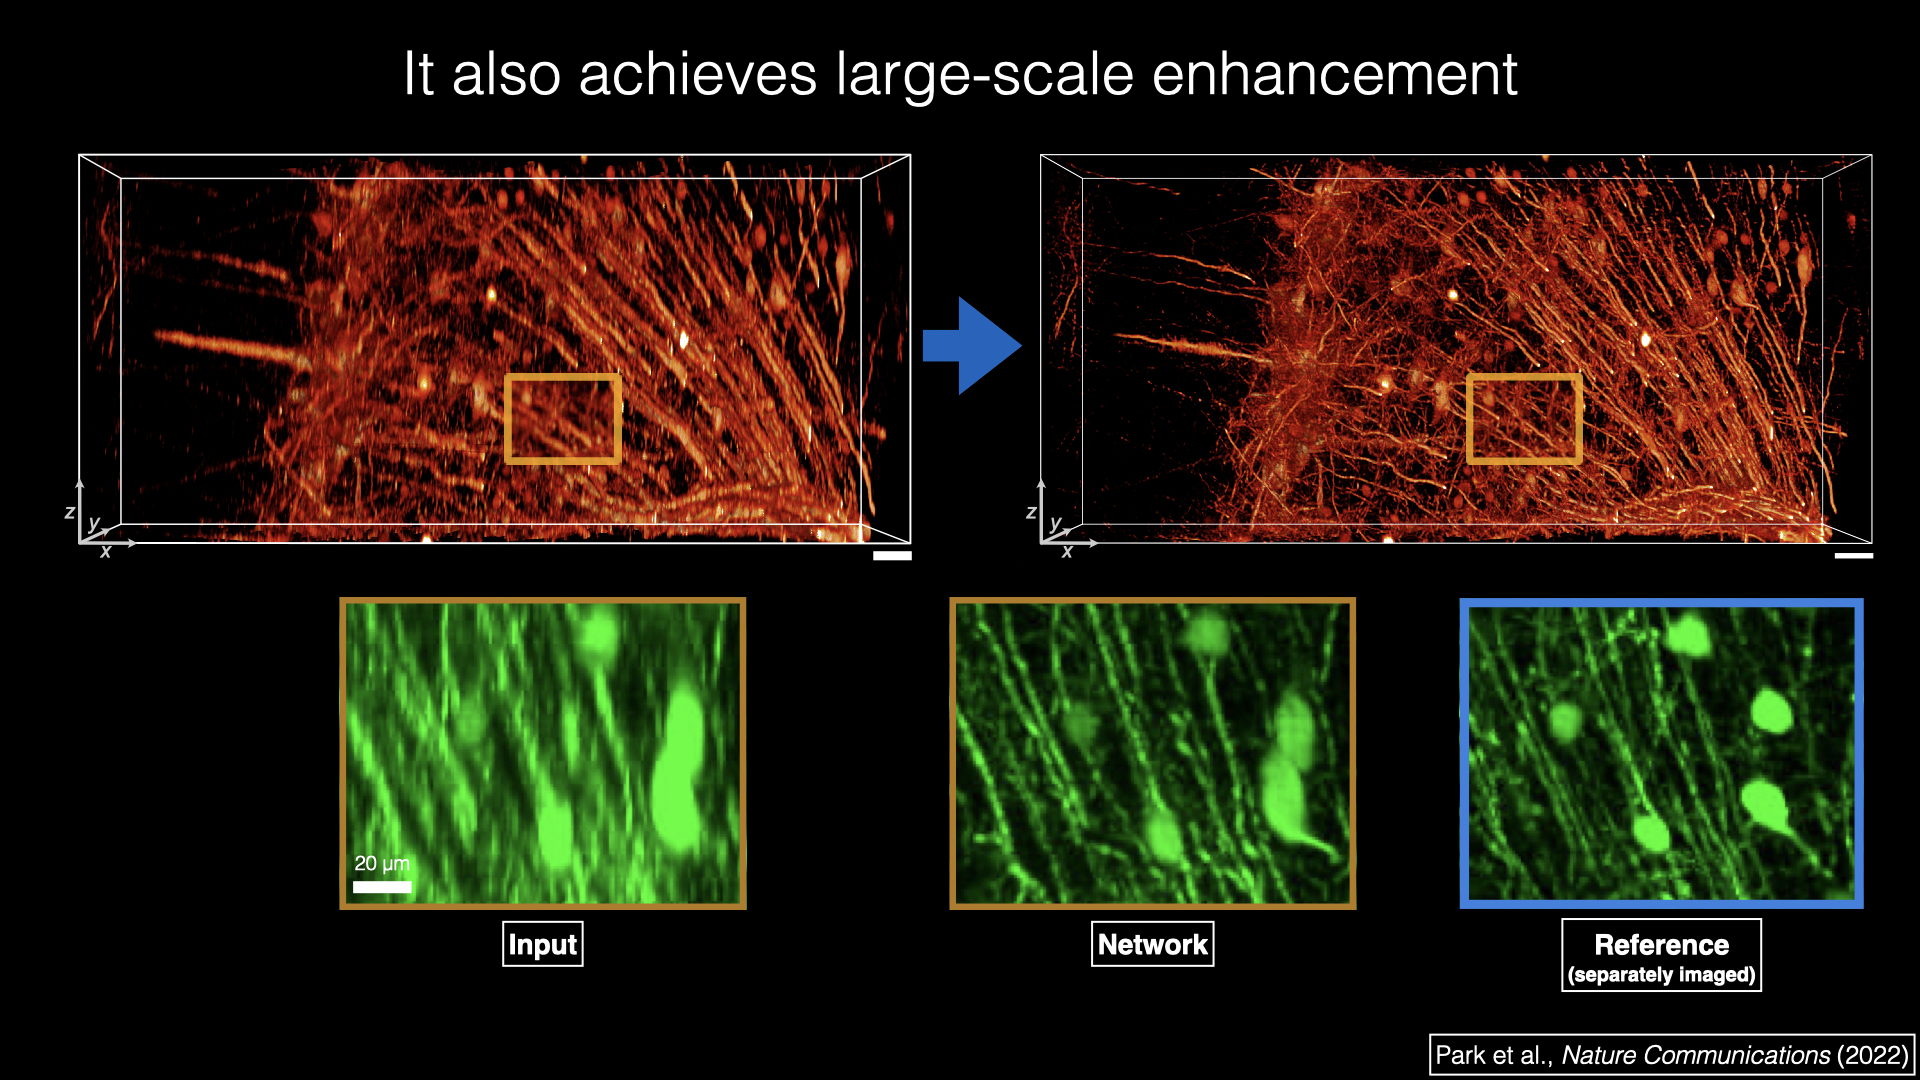 It also achieves large-scale enhancement
z
y
x
z
y
x
20 µm
Input
Network
Reference
(separately imaged)
Park et al., Nature Communications (2022)